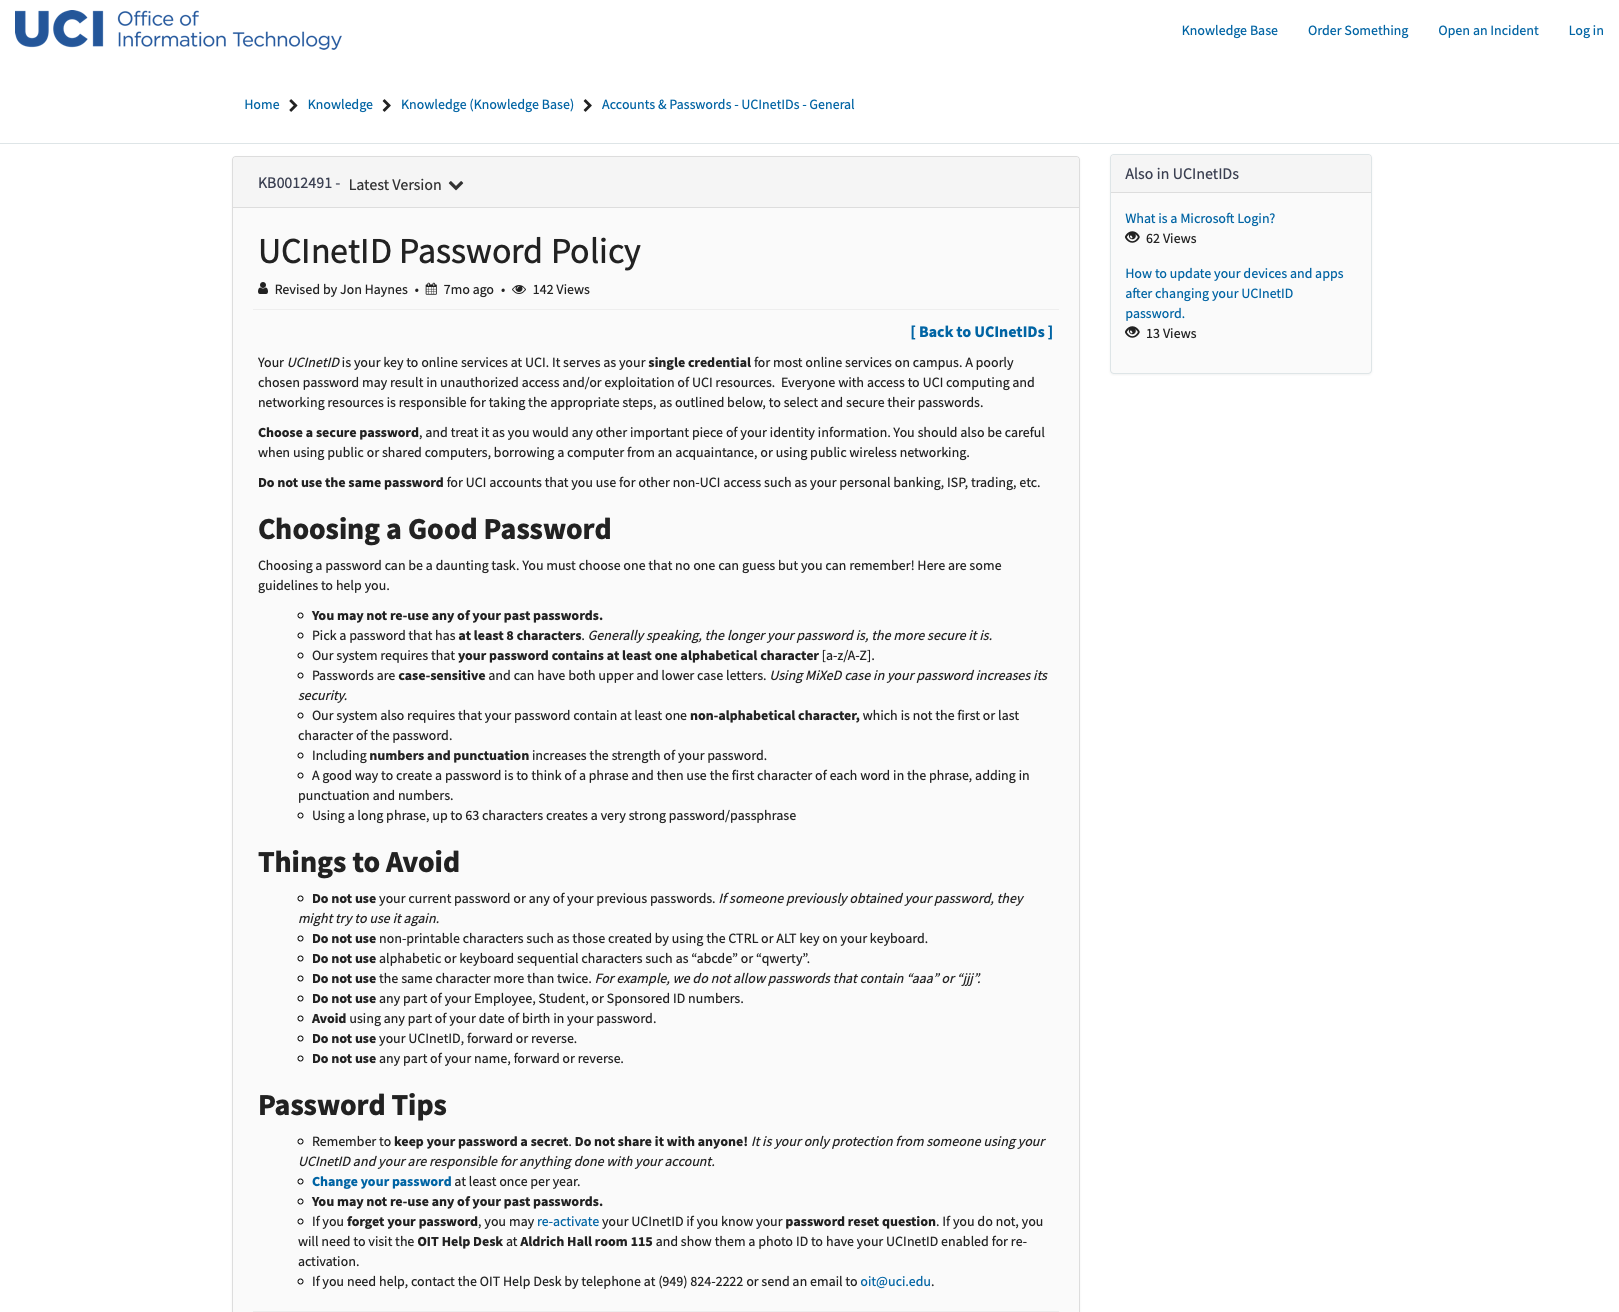 UCI Office of
Information Technology
Knowledge Base
Order Something
Open an Incident
Log in
Home
Knowledge
Knowledge (Knowledge Base)
Accounts & Passwords - UCInetIDs - General
KB0012491 - Latest Version
UCInetID Password Policy
Revised by Jon Haynes • 7mo ago • 142 Views
[ Back to UCInetIDs ]
Your UCInetID is your key to online services at UCI. It serves as your single credential for most online services on campus. A poorly
chosen password may result in unauthorized access and/or exploitation of UCI resources.  Everyone with access to UCI computing and
networking resources is responsible for taking the appropriate steps, as outlined below, to select and secure their passwords.
Choose a secure password, and treat it as you would any other important piece of your identity information. You should also be careful
when using public or shared computers, borrowing a computer from an acquaintance, or using public wireless networking.
Do not use the same password for UCI accounts that you use for other non-UCI access such as your personal banking, ISP, trading, etc.
Choosing a Good Password
Choosing a password can be a daunting task. You must choose one that no one can guess but you can remember! Here are some
guidelines to help you.
You may not re-use any of your past passwords.
Pick a password that has at least 8 characters. Generally speaking, the longer your password is, the more secure it is.
Our system requires that your password contains at least one alphabetical character [a-z/A-Z].
Passwords are case-sensitive and can have both upper and lower case letters. Using MiXeD case in your password increases its
security.
Our system also requires that your password contain at least one non-alphabetical character, which is not the first or last
character of the password.
Including numbers and punctuation increases the strength of your password.
A good way to create a password is to think of a phrase and then use the first character of each word in the phrase, adding in
punctuation and numbers.
Using a long phrase, up to 63 characters creates a very strong password/passphrase
Things to Avoid
Do not use your current password or any of your previous passwords. If someone previously obtained your password, they
might try to use it again.
Do not use non-printable characters such as those created by using the CTRL or ALT key on your keyboard.
Do not use alphabetic or keyboard sequential characters such as “abcde” or “qwerty”.
Do not use the same character more than twice. For example, we do not allow passwords that contain “aaa” or “jjj”.
Do not use any part of your Employee, Student, or Sponsored ID numbers.
Avoid using any part of your date of birth in your password.
Do not use your UCInetID, forward or reverse.
Do not use any part of your name, forward or reverse.
Password Tips
Remember to keep your password a secret. Do not share it with anyone! It is your only protection from someone using your
UCInetID and your are responsible for anything done with your account.
Change your password at least once per year.
You may not re-use any of your past passwords.
If you forget your password, you may re-activate your UCInetID if you know your password reset question. If you do not, you
will need to visit the OIT Help Desk at Aldrich Hall room 115 and show them a photo ID to have your UCInetID enabled for re-
activation.
If you need help, contact the OIT Help Desk by telephone at (949) 824-2222 or send an email to oit@uci.edu.
Also in UCInetIDs
What is a Microsoft Login?
62 Views
How to update your devices and apps
after changing your UCInetID
password.
13 Views